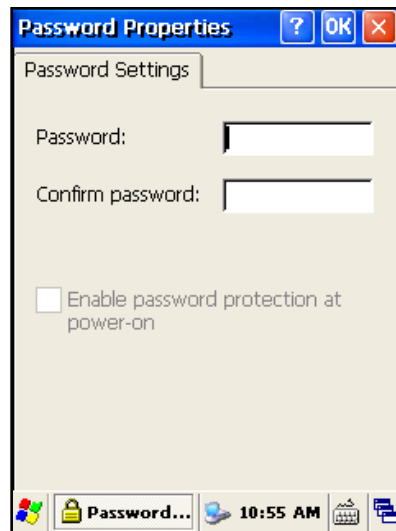 Password Properties ? OK ×
Password Settings
Password:
Confirm password:
Enable password protection at
power-on
Password... 10:55 AM